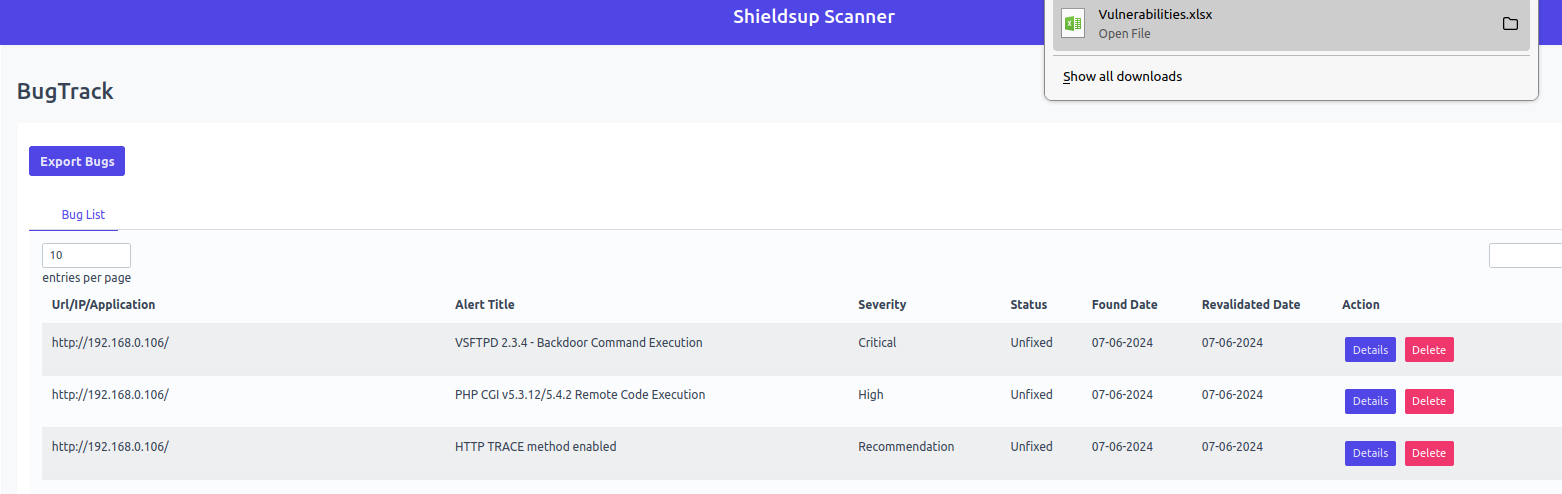 Shieldsup Scanner
Vulnerabilities.xlsx
Open File
Show all downloads
BugTrack
Export Bugs
Bug List
10
entries per page
Url/IP/Application Alert Title Severity Status Found Date Revalidated Date Action
http://192.168.0.106/ VSFTPD 2.3.4 - Backdoor Command Execution Critical Unfixed 07-06-2024 07-06-2024 Details Delete
http://192.168.0.106/ PHP CGI v5.3.12/5.4.2 Remote Code Execution High Unfixed 07-06-2024 07-06-2024 Details Delete
http://192.168.0.106/ HTTP TRACE method enabled Recommendation Unfixed 07-06-2024 07-06-2024 Details Delete